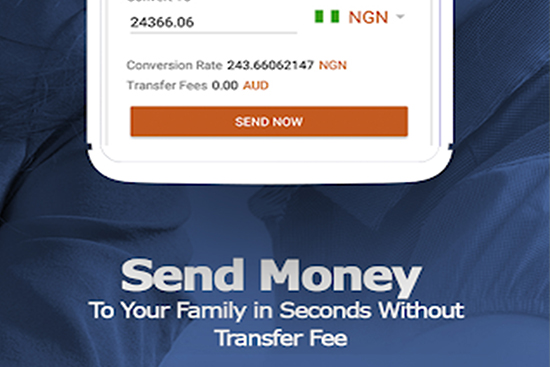 24366.06
NGN
Conversion Rate 243.66062147 NGN
Transfer Fees 0.00 AUD
SEND NOW
Send Money
To Your Family in Seconds Without
Transfer Fee